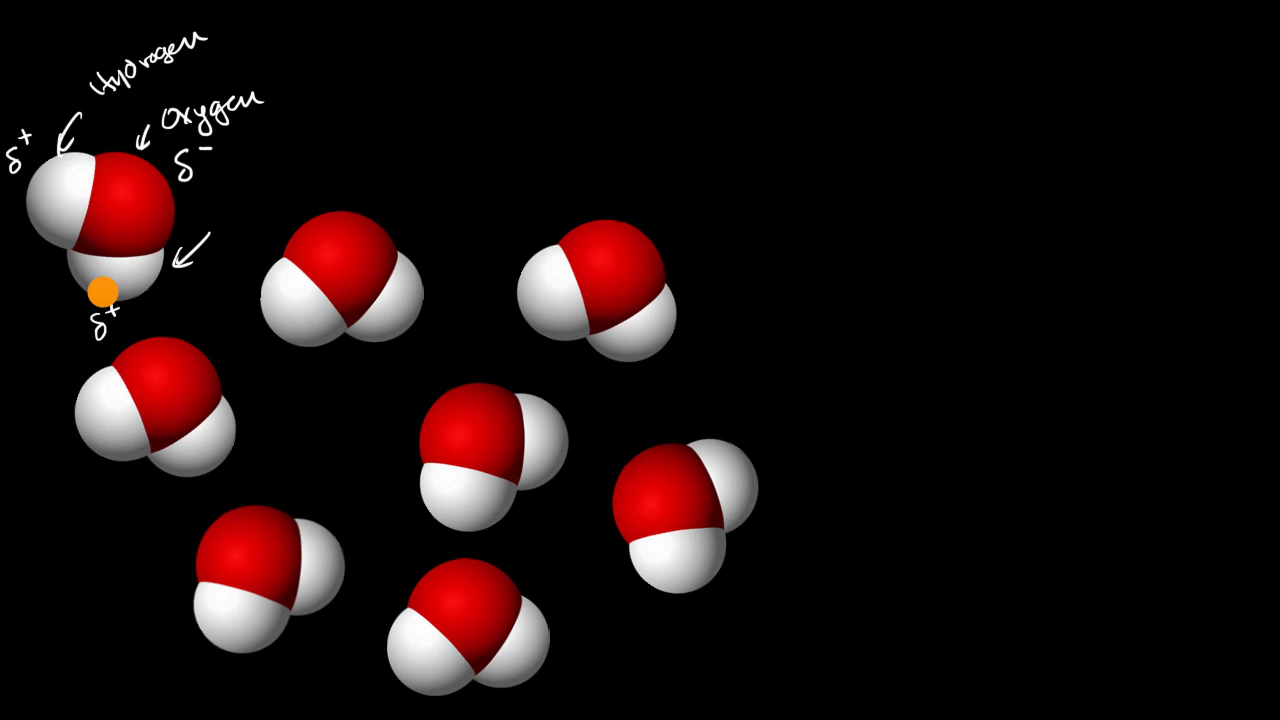 Hydrogen
Oxygen
δ+
δ-
δ+